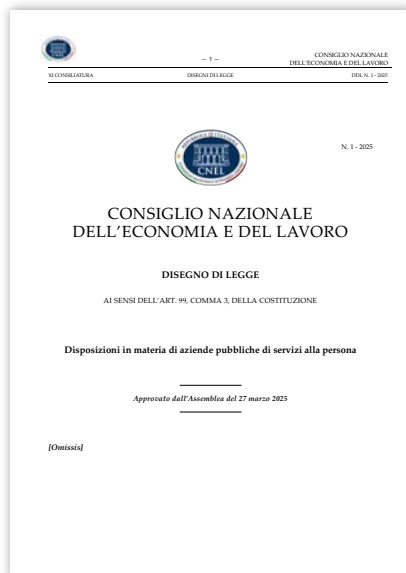 — 1 —
CONSIGLIO NAZIONALE
DELL'ECONOMIA E DEL LAVORO
XI CONSILIATURA DISEGNI DI LEGGE DDL N. 1 - 2025
REPUBBLICA ITALIANA
CNEL
N. 1 - 2025
CONSIGLIO NAZIONALE
DELL'ECONOMIA E DEL LAVORO
DISEGNO DI LEGGE
AI SENSI DELL'ART. 99, COMMA 3, DELLA COSTITUZIONE
Disposizioni in materia di aziende pubbliche di servizi alla persona
Approvato dall'Assemblea del 27 marzo 2025
[Omissis]